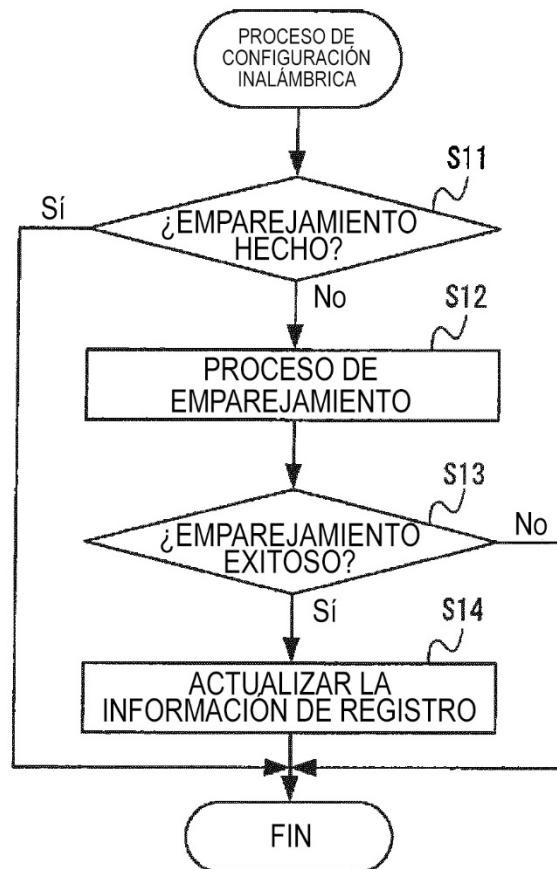 PROCESO DE
CONFIGURACIÓN
INALÁMBRICA
S11
Sí
¿EMPAREJAMIENTO
HECHO?
No
S12
PROCESO DE
EMPAREJAMIENTO
S13
¿EMPAREJAMIENTO
EXITOSO?
No
Sí
S14
ACTUALIZAR LA
INFORMACIÓN DE REGISTRO
FIN